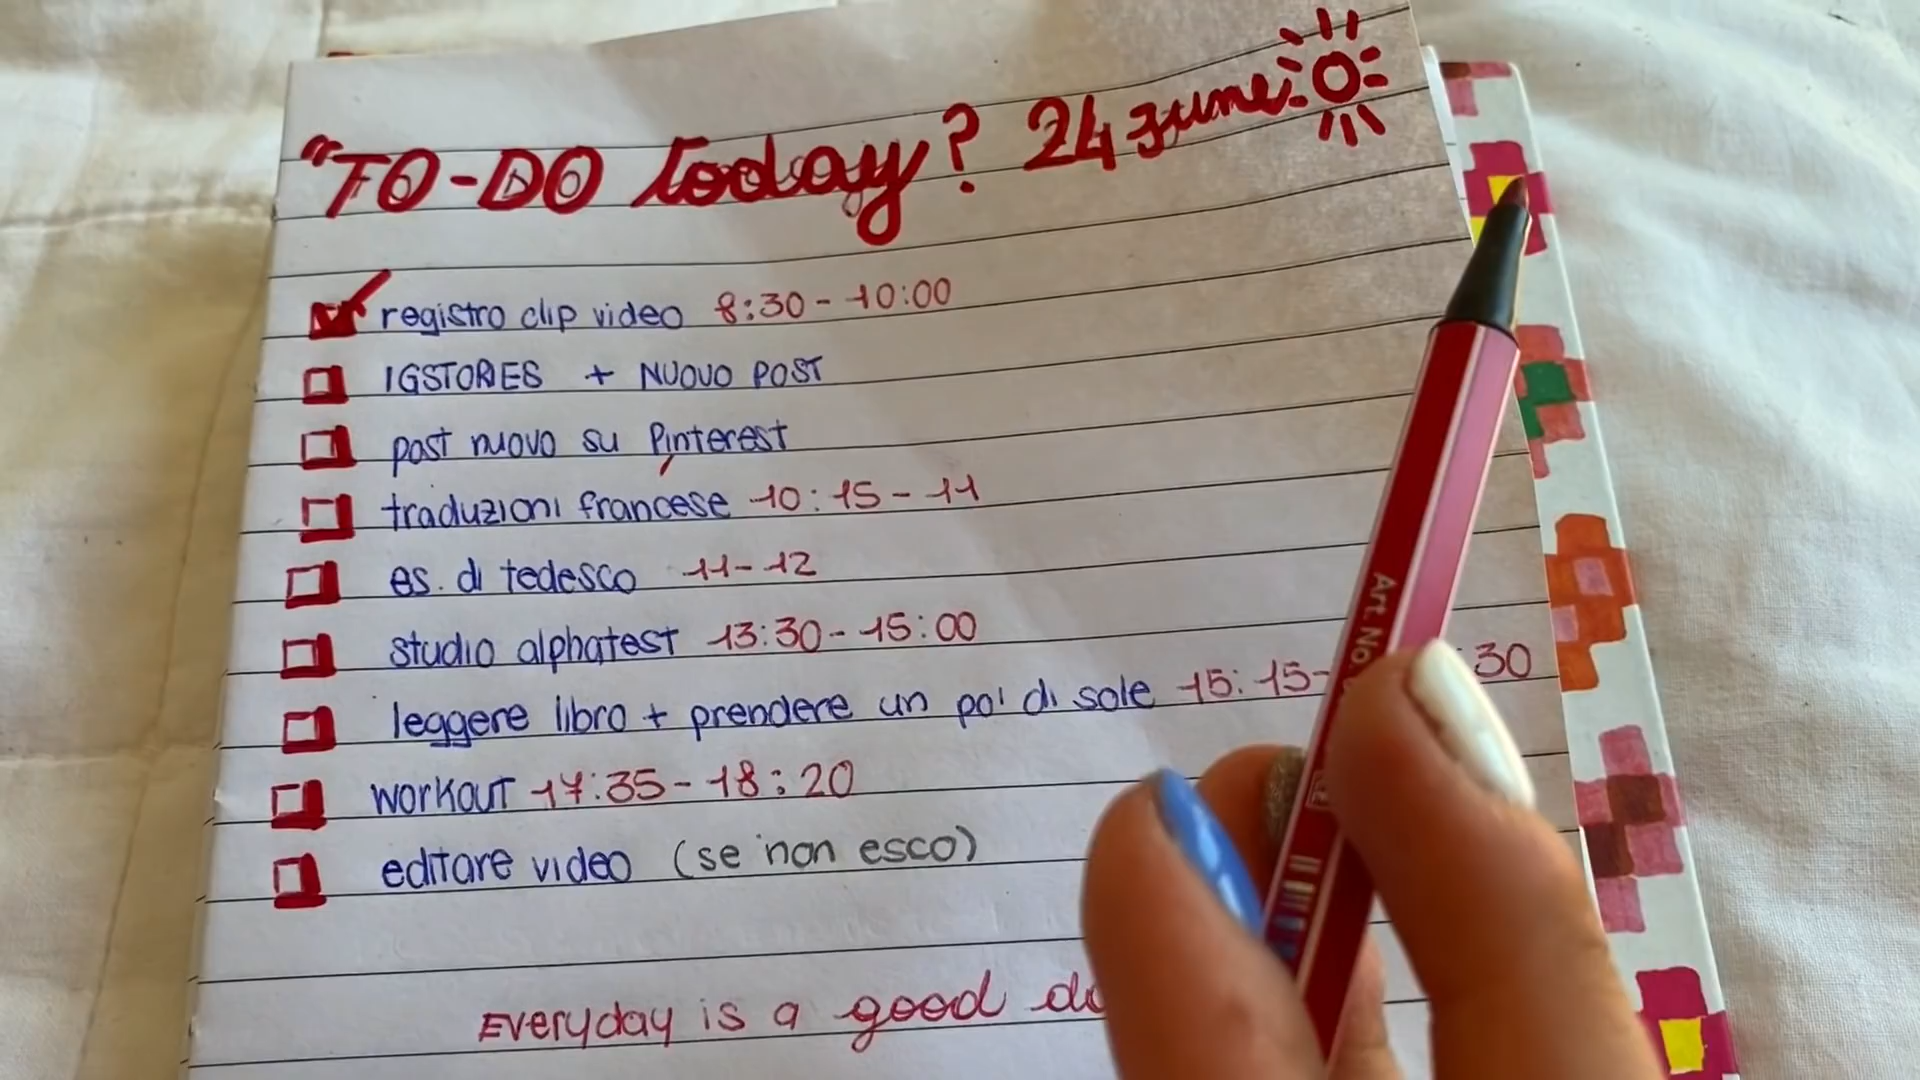 "TO-DO today? 24 june
registro clip video 8:30-10:00
IGSTORIES + NUOVO POST
post nuovo su Pinterest
traduzioni francese 10:15-11
es. di tedesco 11-12
studio alphatest 13:30-15:00
leggere libro + prendere un po' di sole 15:15- :30
workout 17:35-18:20
editare video (se non esco)
Everyday is a good
Art No.